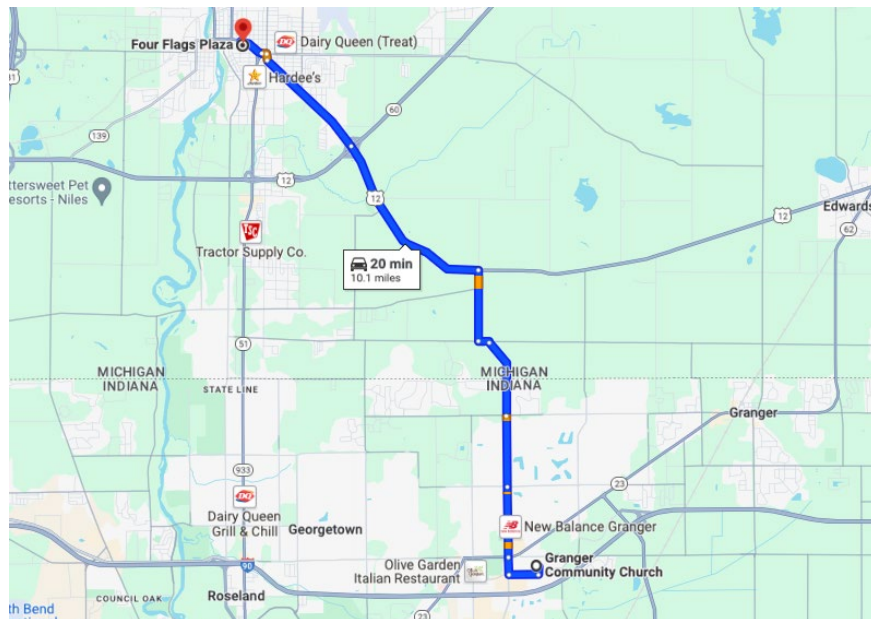 Four Flags Plaza
Dairy Queen (Treat)
Hardee's
60
139
12
12
12
ttersweet Pet
esorts - Niles
Edwards
62
Tractor Supply Co.
20 min
10.1 miles
51
MICHIGAN
INDIANA
STATE LINE
MICHIGAN
INDIANA
Granger
933
23
Dairy Queen
Grill & Chill
Georgetown
New Balance Granger
Olive Garden
Italian Restaurant
Granger
Community Church
90
Roseland
COUNCIL OAK
th Bend
23